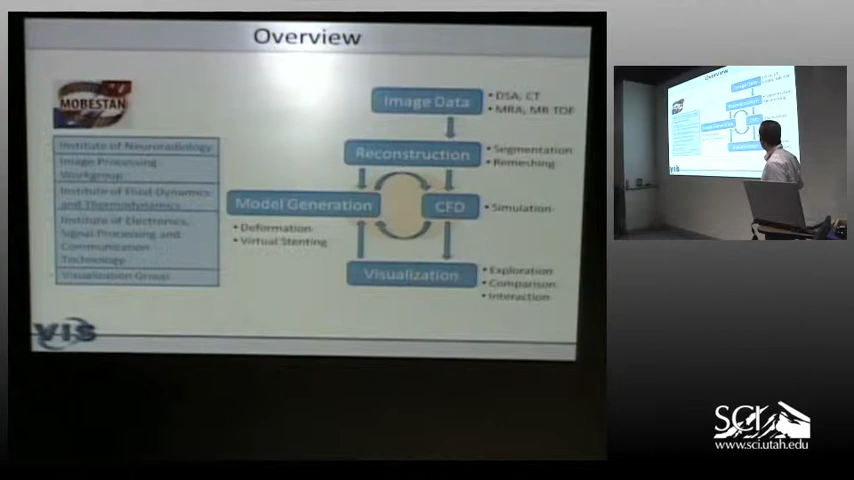 Overview
MOBESTAN
Institute of Neuroradiology
Image Processing
Workgroup
Institute of Fluid Dynamics
and Thermodynamics
Institute of Electronics,
Signal Processing and
Communication
Technology
Visualization Group
Image Data
• DSA, CT
• MRA, MR TOF
Reconstruction
• Segmentation
• Remeshing
Model Generation
• Deformation
• Virtual Stenting
CFD
• Simulation
Visualization
• Exploration
• Comparison
• Interaction
VIS
Overview
SCI
www.sci.utah.edu